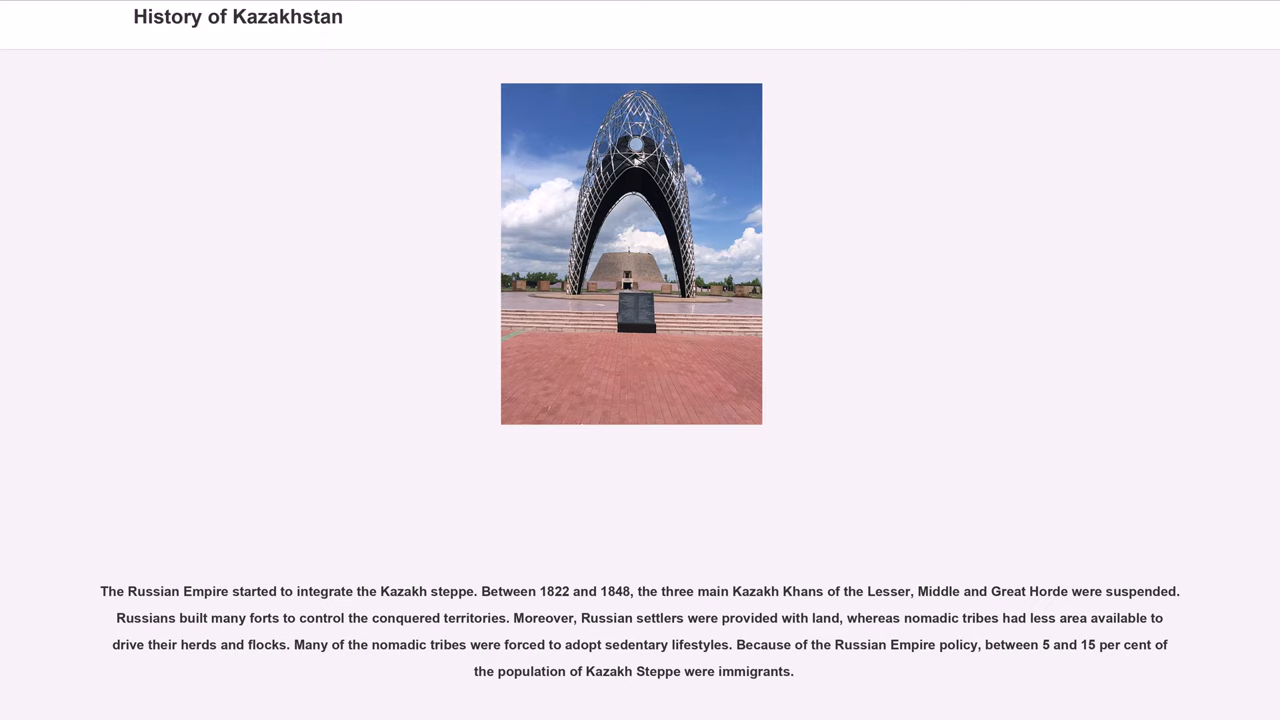 History of Kazakhstan
The Russian Empire started to integrate the Kazakh steppe. Between 1822 and 1848, the three main Kazakh Khans of the Lesser, Middle and Great Horde were suspended.
Russians built many forts to control the conquered territories. Moreover, Russian settlers were provided with land, whereas nomadic tribes had less area available to
drive their herds and flocks. Many of the nomadic tribes were forced to adopt sedentary lifestyles. Because of the Russian Empire policy, between 5 and 15 per cent of
the population of Kazakh Steppe were immigrants.